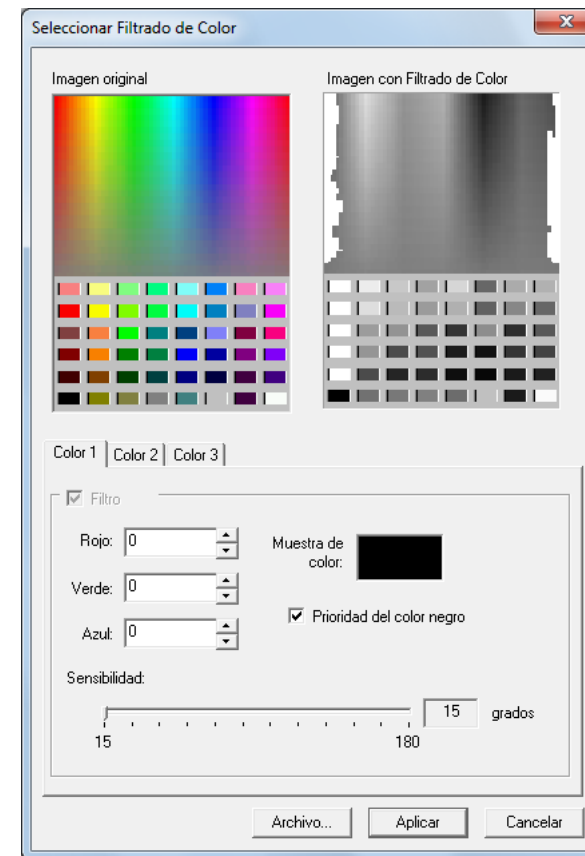 Seleccionar Filtrado de Color
Imagen original
Imagen con Filtrado de Color
Color 1
Color 2
Color 3
Filtro
Rojo: 0
Muestra de
color:
Verde: 0
Prioridad del color negro
Azul: 0
Sensibilidad:
15 grados
15
180
Archivo...
Aplicar
Cancelar